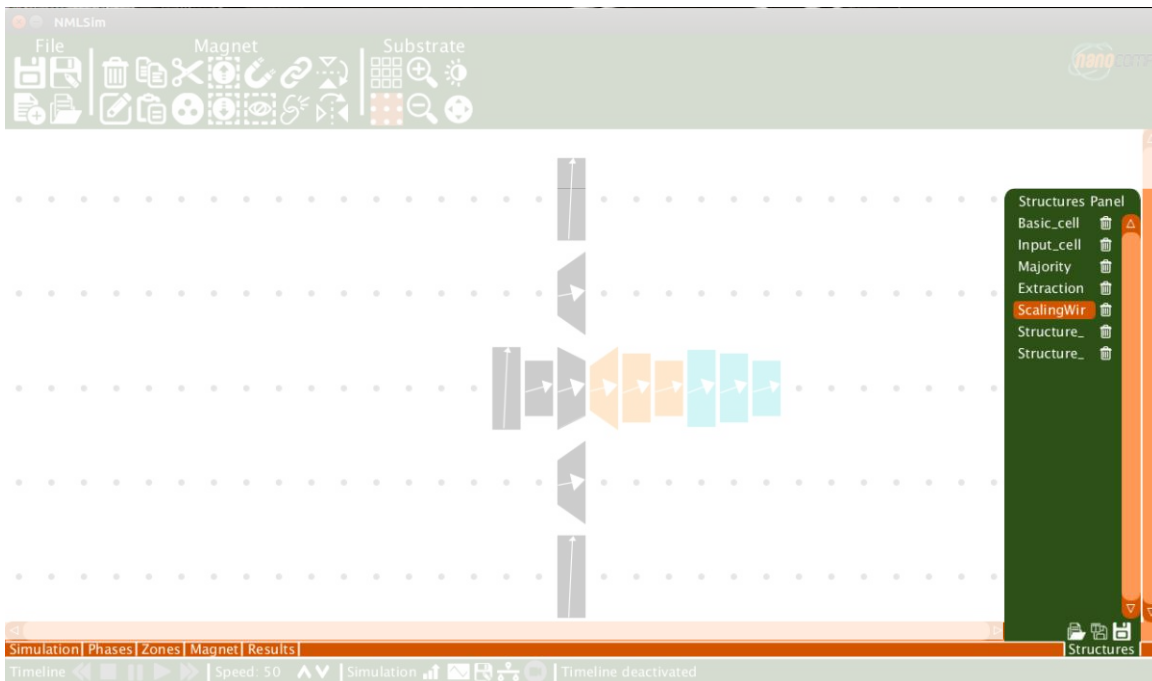 NMLSim
File Magnet Substrate
nanocomp
Structures Panel
Basic_cell
Input_cell
Majority
Extraction
ScalingWir
Structure_
Structure_
Simulation| Phases| Zones| Magnet| Results|
|Structures|
Timeline | Speed: 50 | Simulation | Timeline deactivated